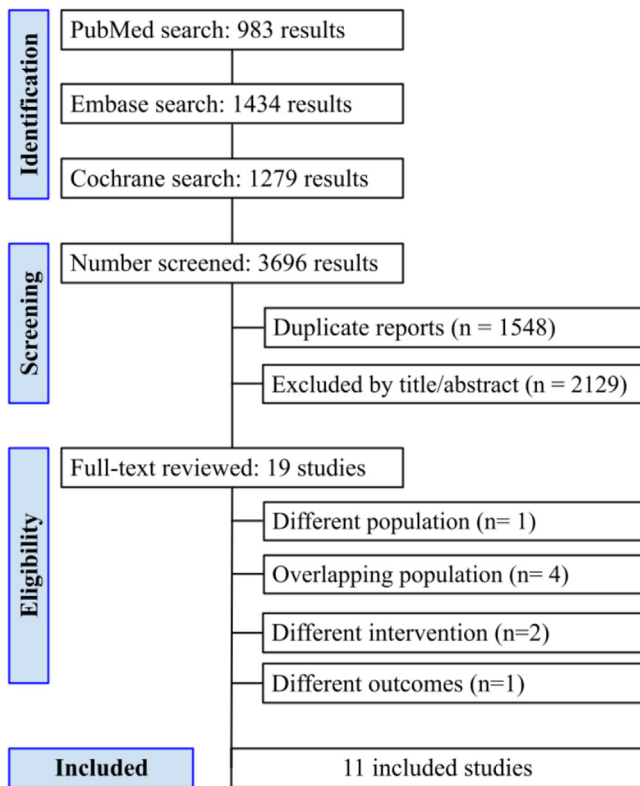 Identification
PubMed search: 983 results
Embase search: 1434 results
Cochrane search: 1279 results
Screening
Number screened: 3696 results
Duplicate reports (n = 1548)
Excluded by title/abstract (n = 2129)
Eligibility
Full-text reviewed: 19 studies
Different population (n= 1)
Overlapping population (n= 4)
Different intervention (n=2)
Different outcomes (n=1)
Included
11 included studies